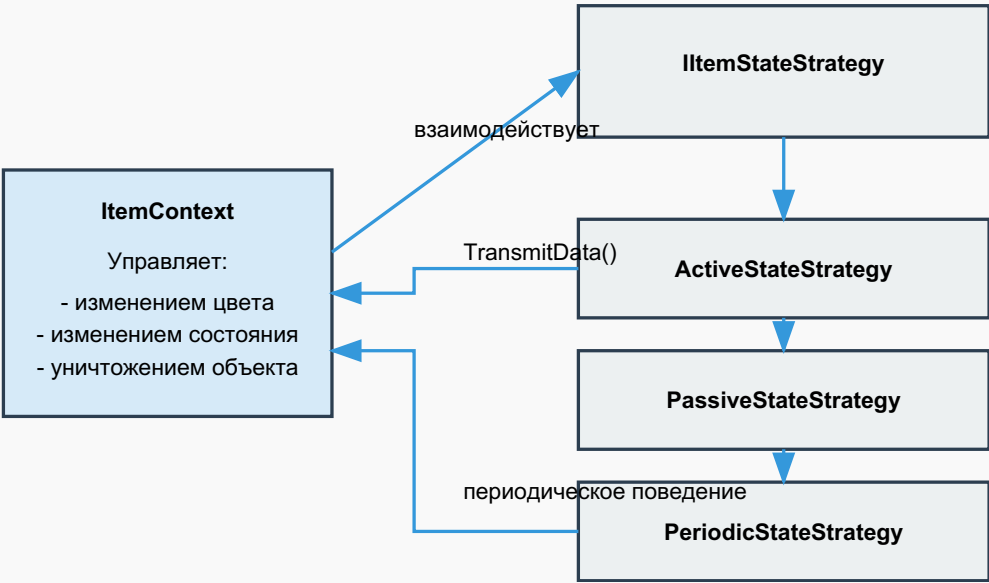 IItemStateStrategy
взаимодействует
ItemContext
Управляет:
- изменением цвета
- изменением состояния
- уничтожением объекта
TransmitData()
ActiveStateStrategy
PassiveStateStrategy
периодическое поведение
PeriodicStateStrategy